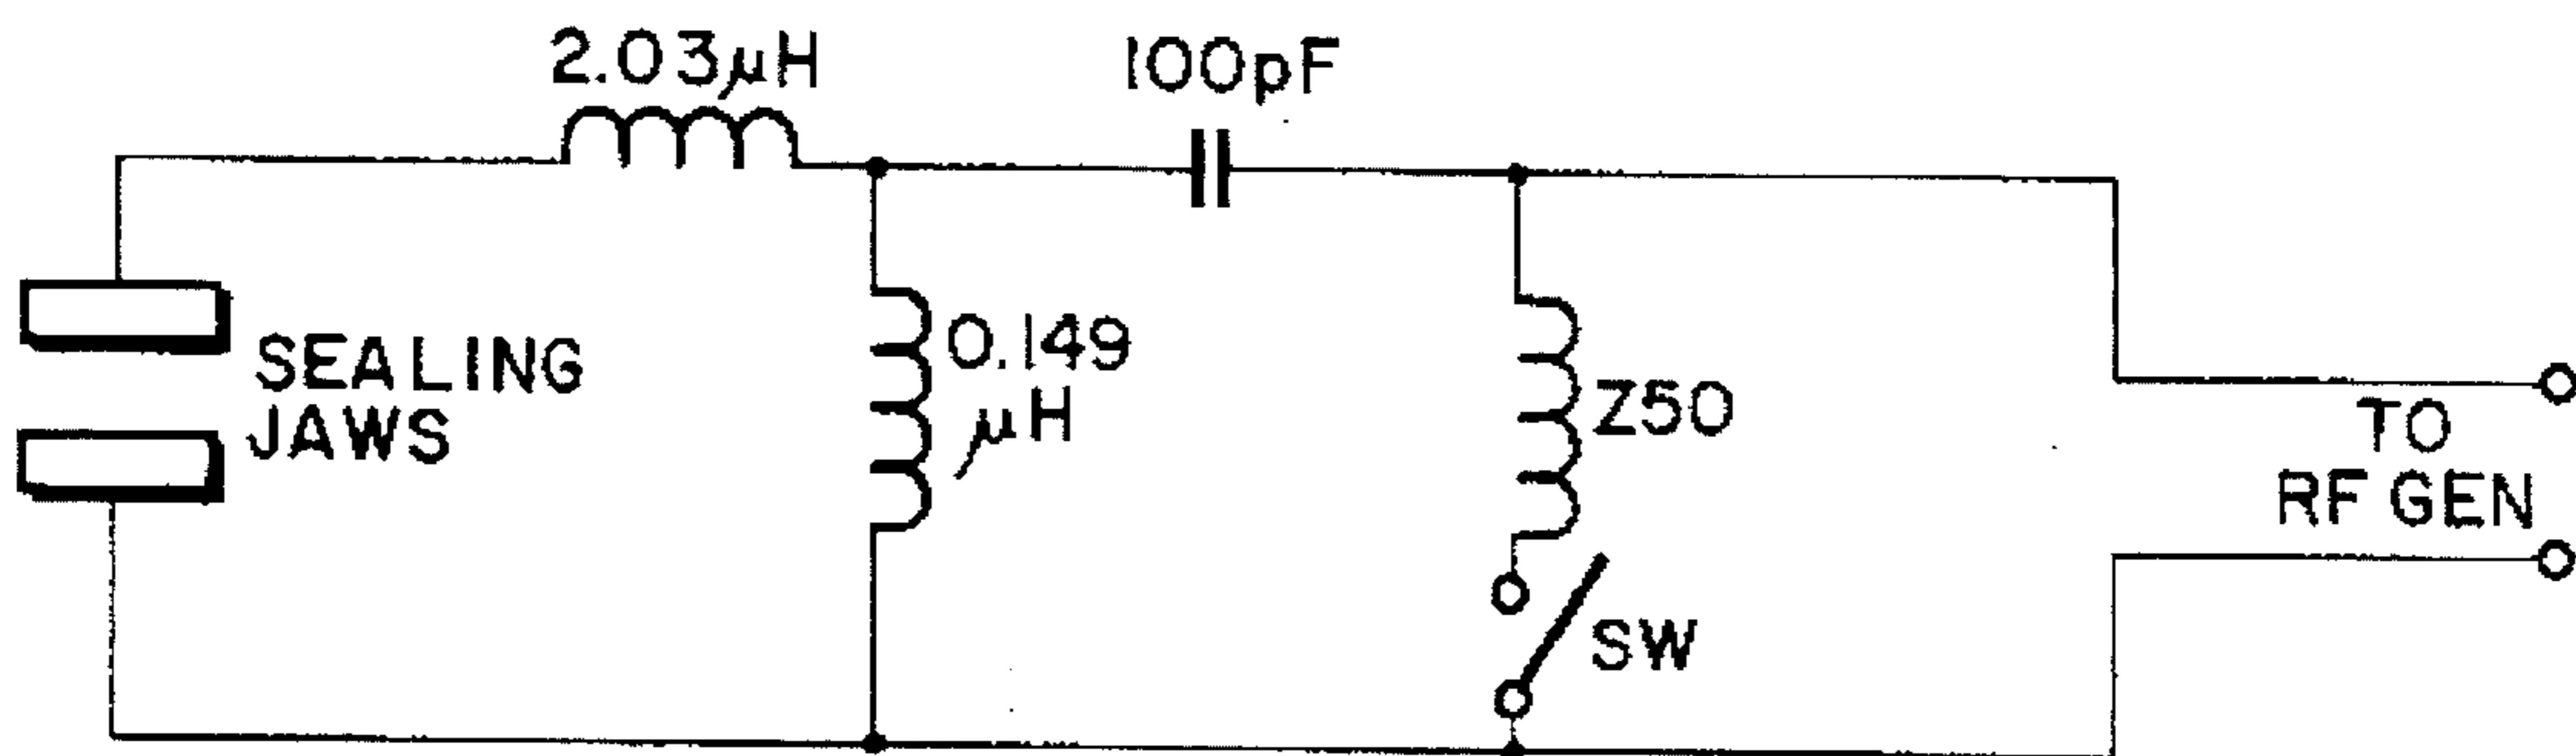 2.03μH
100pF
SEALING
JAWS
0.149
μH
Z50
SW
TO
RF GEN